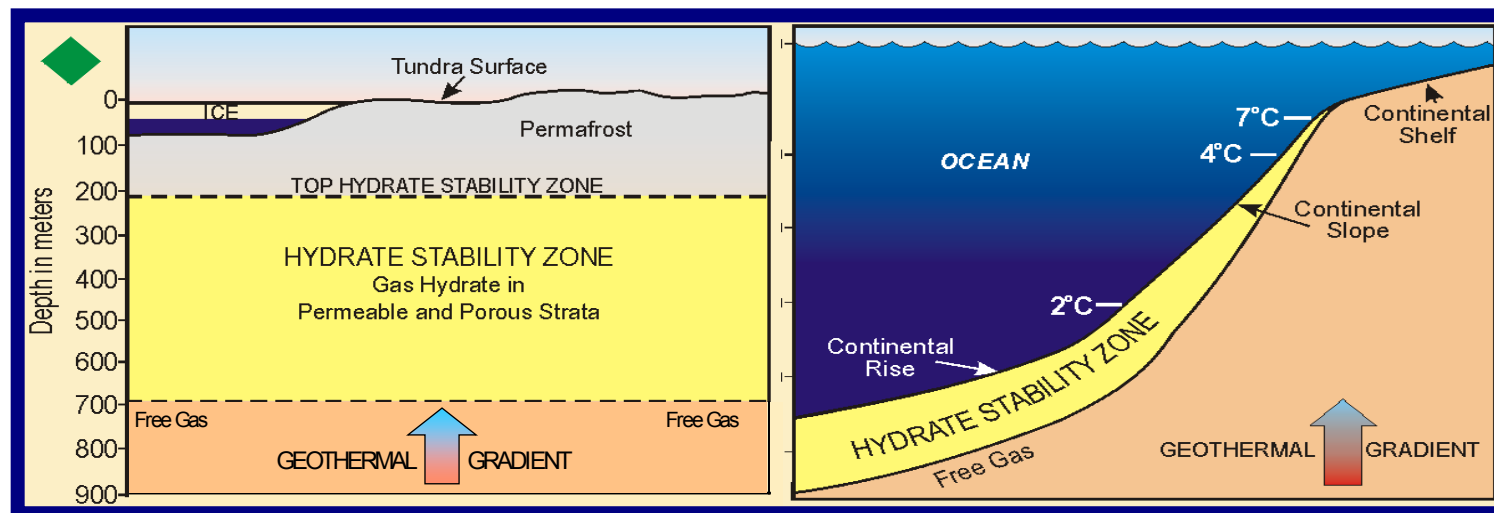 Tundra Surface
0
ICE
Permafrost
100
TOP HYDRATE STABILITY ZONE
200
300
HYDRATE STABILITY ZONE
Gas Hydrate in
Permeable and Porous Strata
400
500
600
700
Free Gas
Free Gas
800
GEOTHERMAL GRADIENT
900
Depth in meters
OCEAN
7°C
4°C
2°C
Continental
Shelf
Continental
Slope
Continental
Rise
HYDRATE STABILITY ZONE
Free Gas
GEOTHERMAL GRADIENT